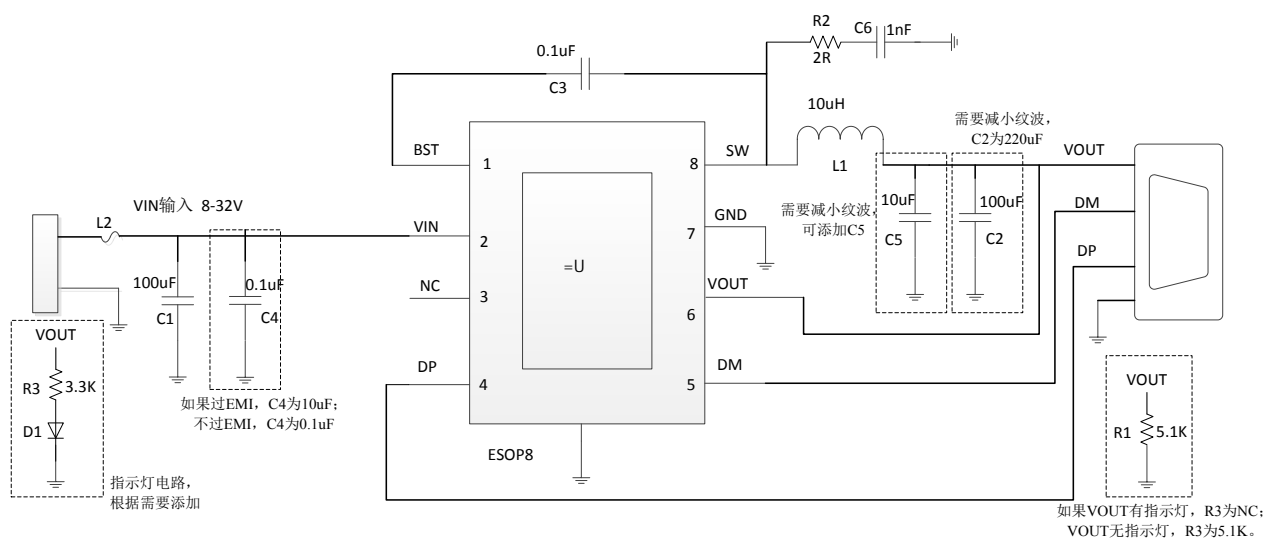 R2
2R
C6
1nF
0.1uF
C3
10uH
L1
需要减小纹波，
C2为220uF
BST
1
8
SW
VOUT
VIN输入 8-32V
L2
VIN
2
7
GND
需要减小纹波，
可添加C5
10uF
C5
100uF
C2
DM
DP
=U
NC
3
VOUT
6
100uF
C1
0.1uF
C4
DP
4
5
DM
VOUT
R3
3.3K
D1
如果过EMI，C4为10uF；
不过EMI，C4为0.1uF
ESOP8
指示灯电路，
根据需要添加
VOUT
R1
5.1K
如果VOUT有指示灯，R3为NC；
VOUT无指示灯，R3为5.1K。